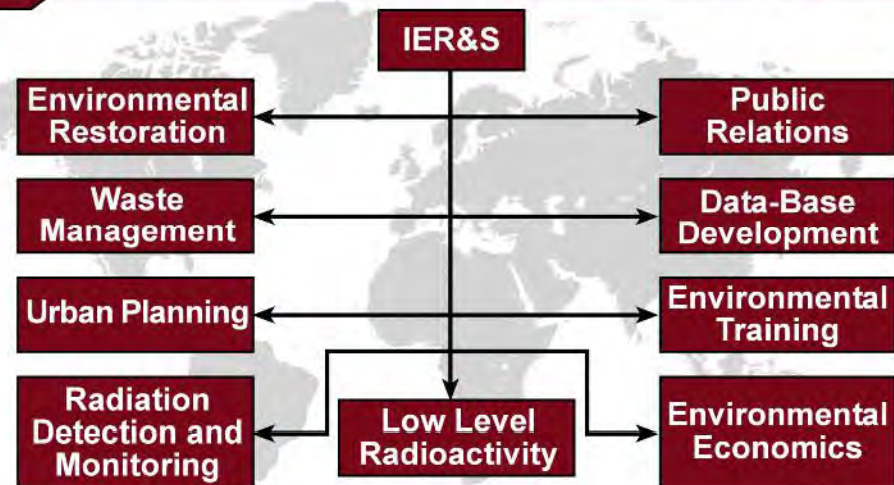 IER&S
Environmental
Restoration
Public
Relations
Waste
Management
Data-Base
Development
Urban Planning
Environmental
Training
Radiation
Detection and
Monitoring
Low Level
Radioactivity
Environmental
Economics